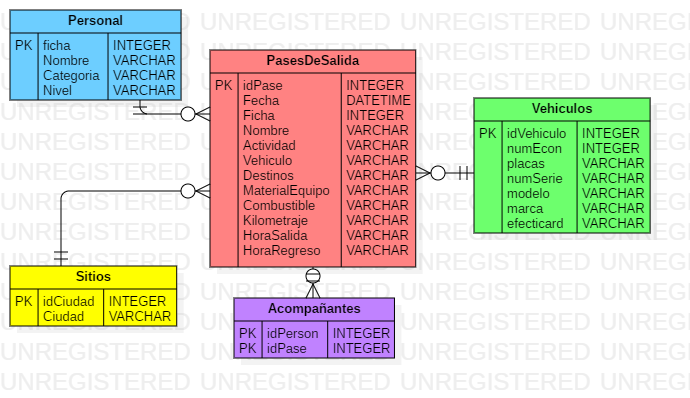 Personal
PK ficha INTEGER
Nombre VARCHAR
Categoria VARCHAR
Nivel VARCHAR
PasesDeSalida
PK idPase INTEGER
Fecha DATETIME
Ficha INTEGER
Nombre VARCHAR
Actividad VARCHAR
Vehiculo VARCHAR
Destinos VARCHAR
MaterialEquipo VARCHAR
Combustible VARCHAR
Kilometraje VARCHAR
HoraSalida VARCHAR
HoraRegreso VARCHAR
Vehiculos
PK idVehiculo INTEGER
numEcon INTEGER
placas VARCHAR
numSerie VARCHAR
modelo VARCHAR
marca VARCHAR
efecticard VARCHAR
Sitios
PK idCiudad INTEGER
Ciudad VARCHAR
Acompañantes
PK idPerson INTEGER
PK idPase INTEGER
UNREGISTERED UNREGISTERED UNREGISTERED UNREGISTERED